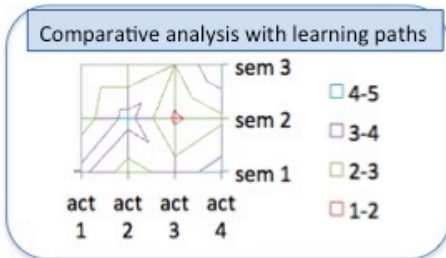 Comparative analysis with learning paths
sem 3
sem 2
sem 1
act 1
act 2
act 3
act 4
4-5
3-4
2-3
1-2